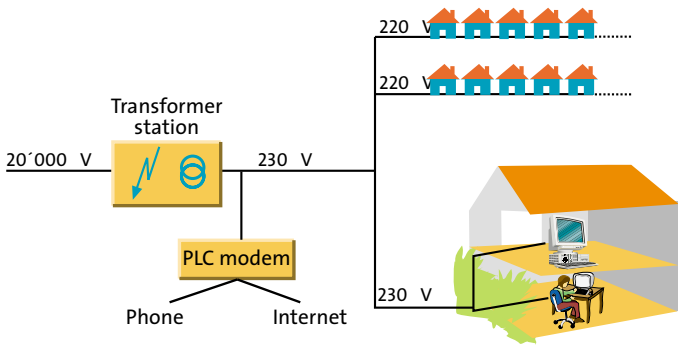 220 V
220 V
Transformer
station
20´000 V
230 V
PLC modem
230 V
Phone
Internet